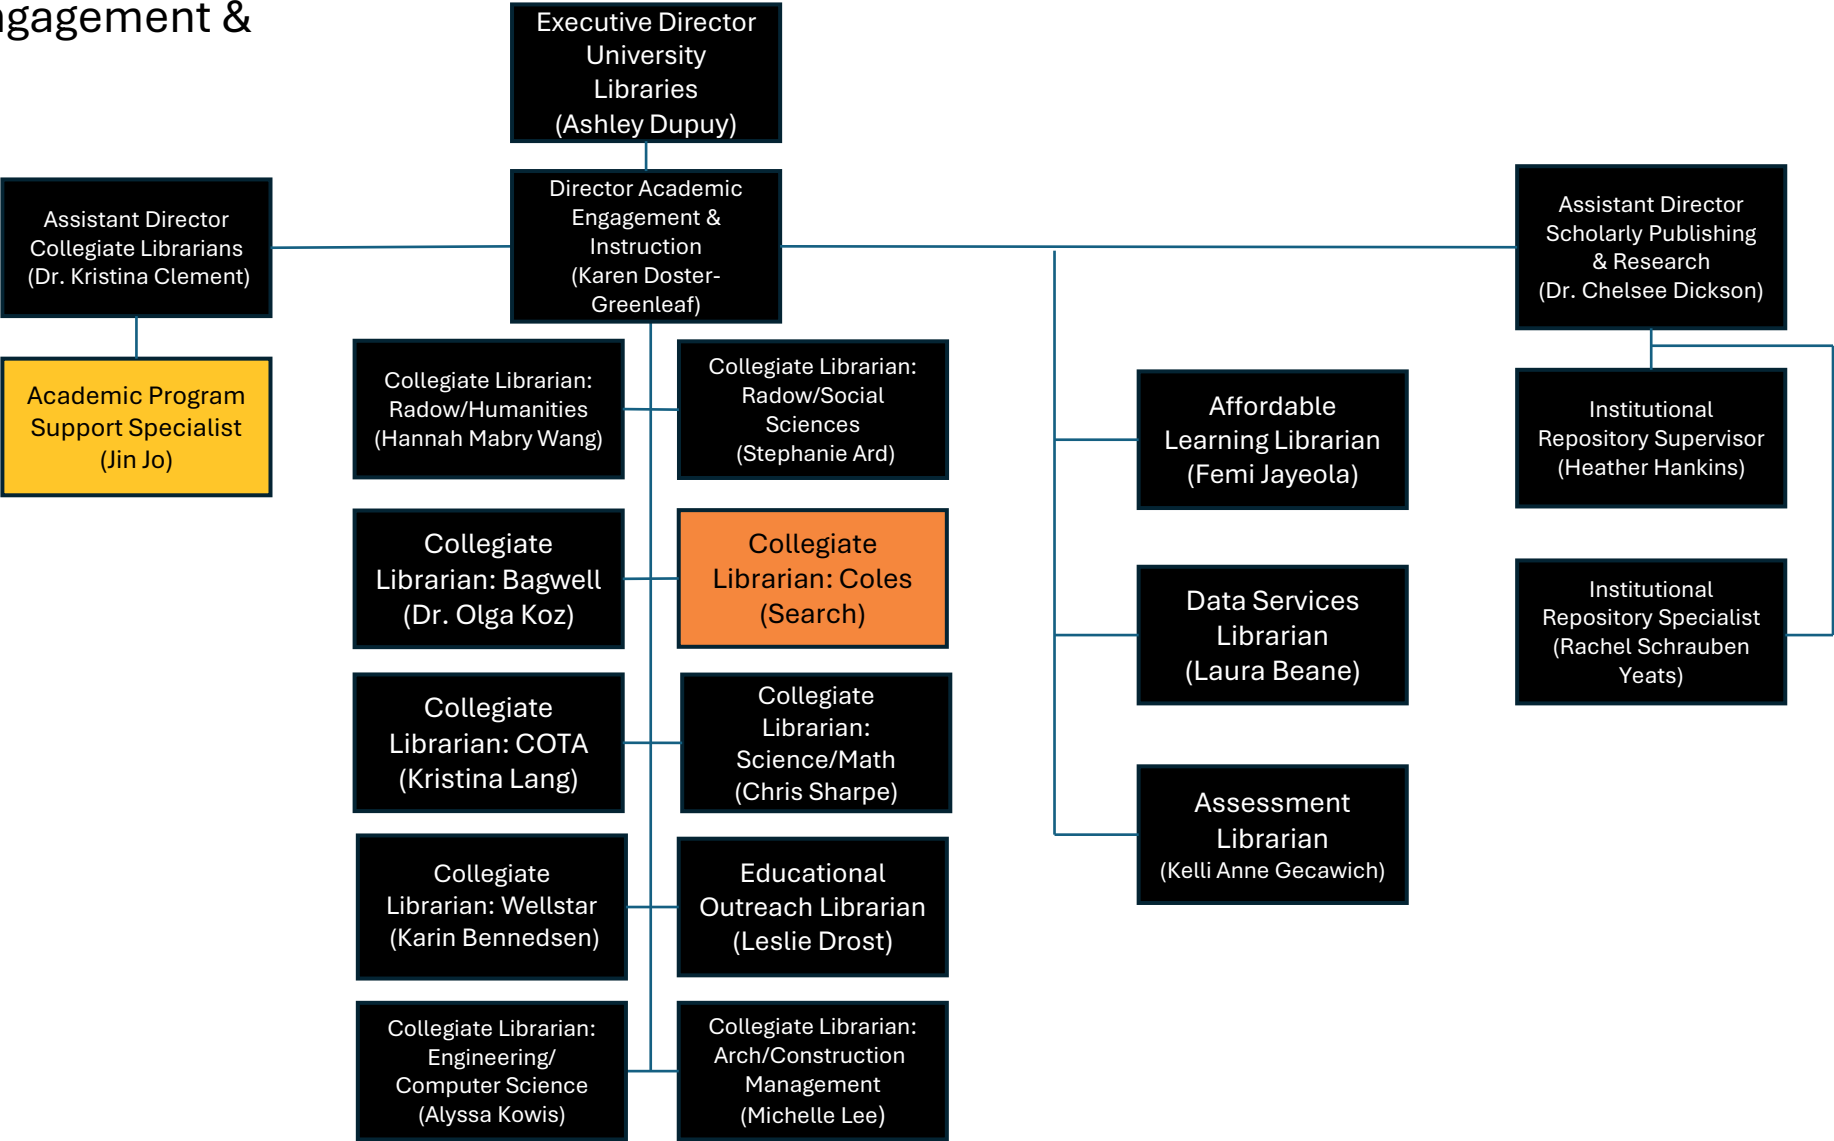 Executive Director
University
Libraries
(Ashley Dupuy)
Director Academic
Engagement &
Instruction
(Karen Doster-
Greenleaf)
Assistant Director
Collegiate Librarians
(Dr. Kristina Clement)
Academic Program
Support Specialist
(Jin Jo)
Collegiate Librarian:
Radow/Humanities
(Hannah Mabry Wang)
Collegiate Librarian:
Radow/Social
Sciences
(Stephanie Ard)
Collegiate
Librarian: Bagwell
(Dr. Olga Koz)
Collegiate
Librarian: Coles
(Search)
Collegiate
Librarian: COTA
(Kristina Lang)
Collegiate
Librarian:
Science/Math
(Chris Sharpe)
Collegiate
Librarian: Wellstar
(Karin Bennedsen)
Educational
Outreach Librarian
(Leslie Drost)
Collegiate Librarian:
Engineering/
Computer Science
(Alyssa Kowis)
Collegiate Librarian:
Arch/Construction
Management
(Michelle Lee)
Affordable
Learning Librarian
(Femi Jayeola)
Data Services
Librarian
(Laura Beane)
Assessment
Librarian
(Kelli Anne Gecawich)
Assistant Director
Scholarly Publishing
& Research
(Dr. Chelsee Dickson)
Institutional
Repository Supervisor
(Heather Hankins)
Institutional
Repository Specialist
(Rachel Schrauben
Yeats)